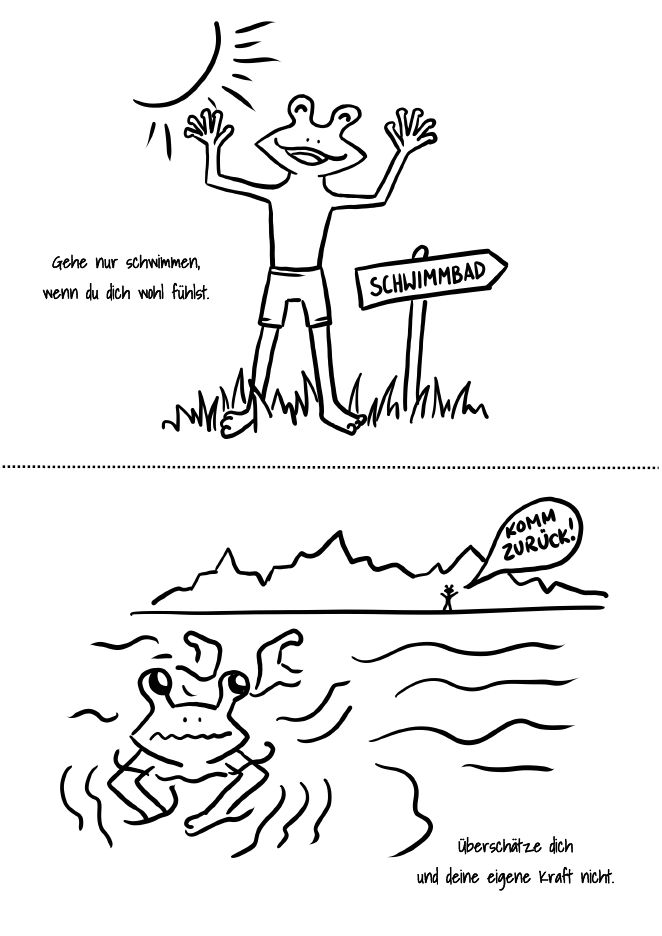 Gehe nur schwimmen,
wenn du dich wohl fühlst.
SCHWIMMBAD
KOMM
ZURÜCK!
Überschätze dich
und deine eigene Kraft nicht.